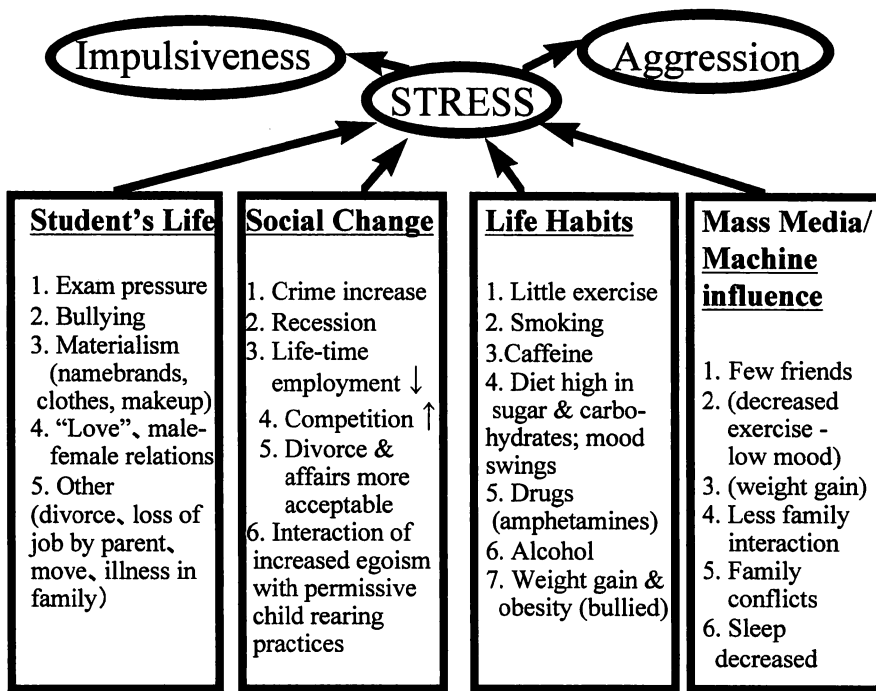 Impulsiveness
Aggression
STRESS
Student's Life
1. Exam pressure
2. Bullying
3. Materialism
(namebrands,
clothes, makeup)
4. “Love”、male-
female relations
5. Other
(divorce、loss of
job by parent、
move、illness in
family)
Social Change
1. Crime increase
2. Recession
3. Life-time
employment ↓
4. Competition ↑
5. Divorce &
affairs more
acceptable
6. Interaction of
increased egoism
with permissive
child rearing
practices
Life Habits
1. Little exercise
2. Smoking
3.Caffeine
4. Diet high in
sugar & carbo-
hydrates; mood
swings
5. Drugs
(amphetamines)
6. Alcohol
7. Weight gain &
obesity (bullied)
Mass Media/
Machine
influence
1. Few friends
2. (decreased
exercise -
low mood)
3. (weight gain)
4. Less family
interaction
5. Family
conflicts
6. Sleep
decreased